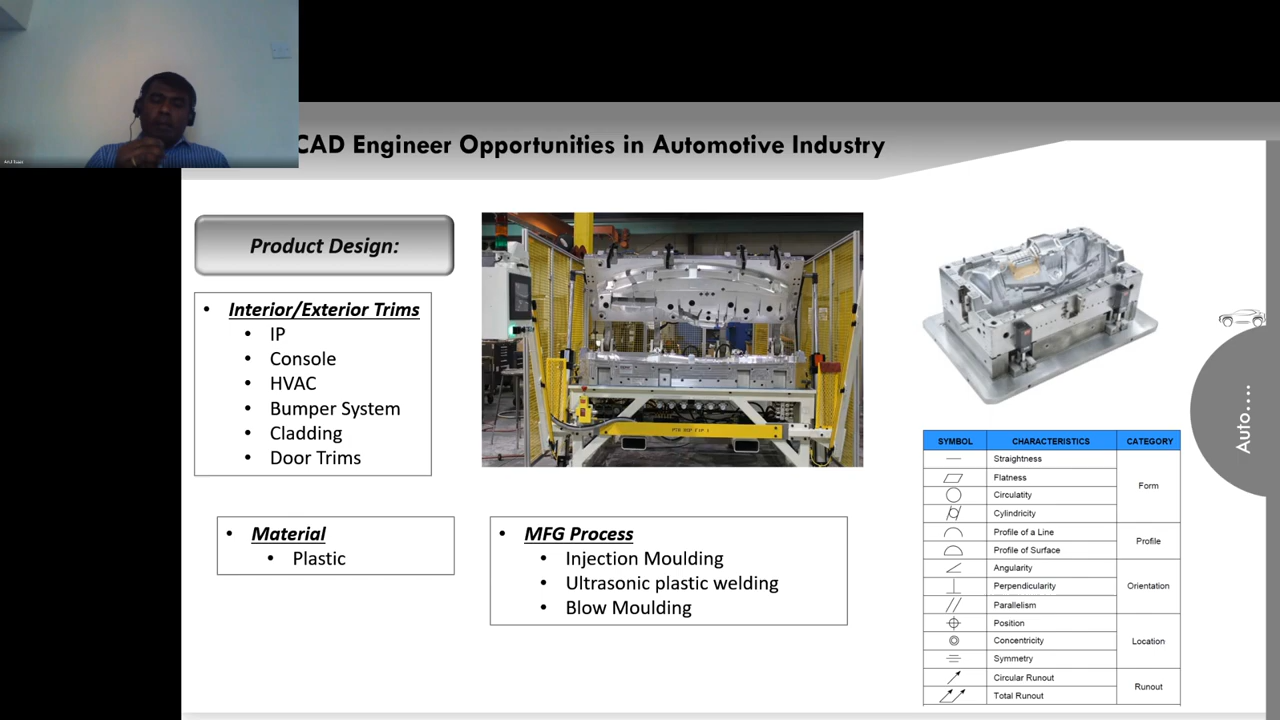 CAD Engineer Opportunities in Automotive Industry
Product Design:
• Interior/Exterior Trims
• IP
• Console
• HVAC
• Bumper System
• Cladding
• Door Trims
• Material
• Plastic
• MFG Process
• Injection Moulding
• Ultrasonic plastic welding
• Blow Moulding
Auto....
SYMBOL CHARACTERISTICS CATEGORY
Straightness
Flatness
Circulatity
Cylindricity
Form
Profile of a Line
Profile of Surface
Profile
Angularity
Perpendicularity
Parallelism
Orientation
Position
Concentricity
Symmetry
Location
Circular Runout
Total Runout
Runout